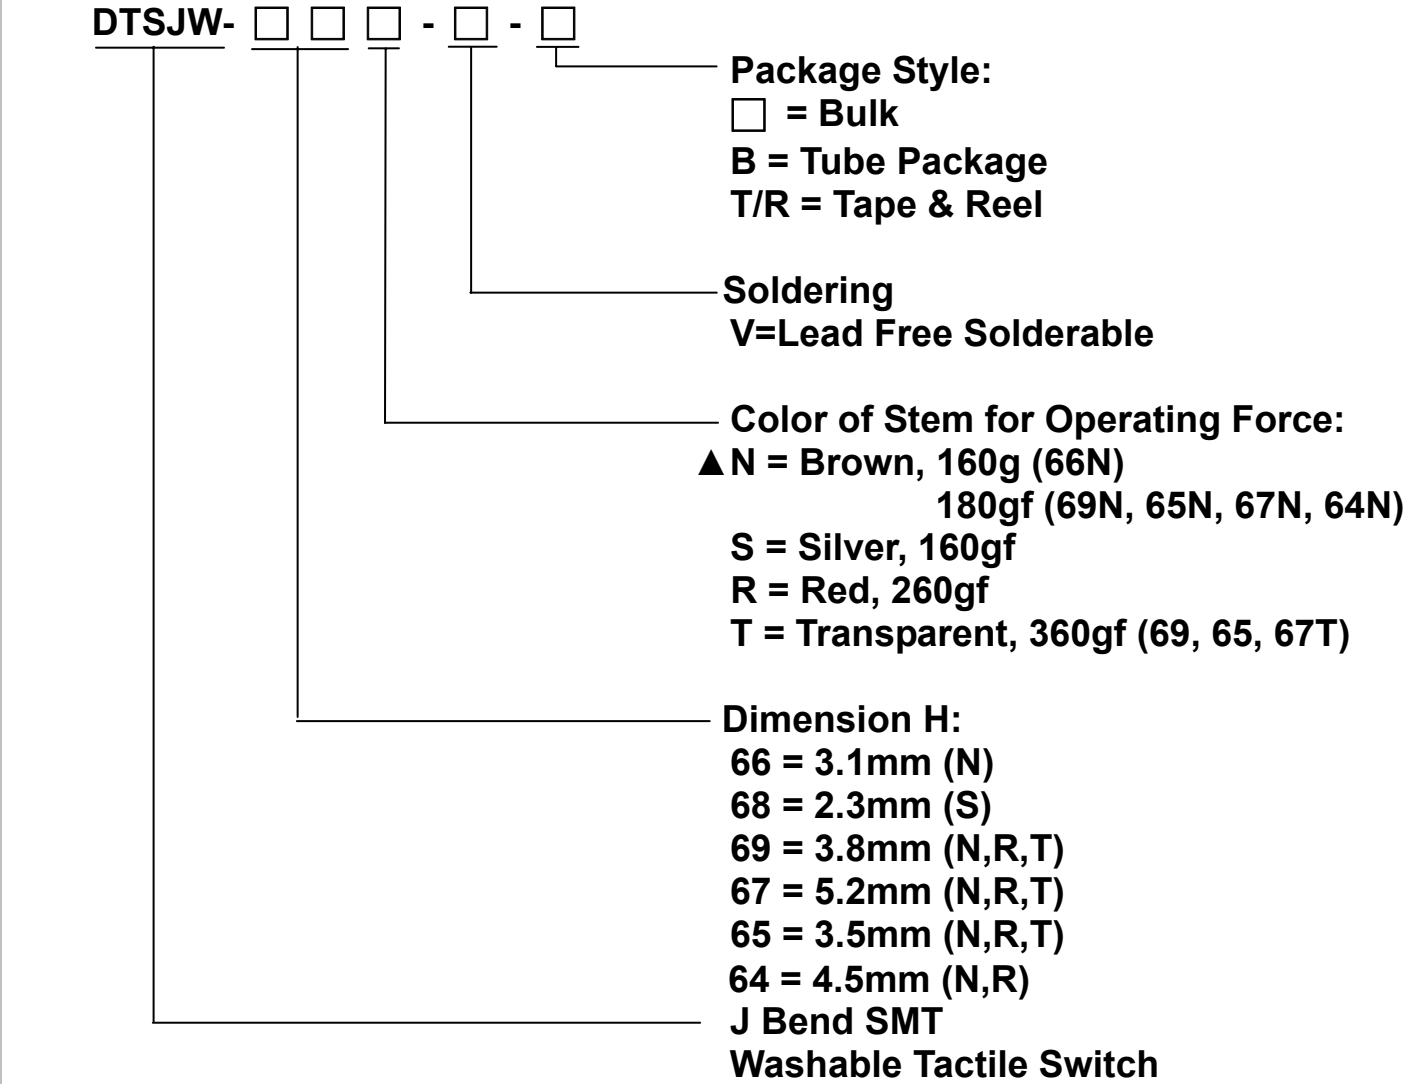 DTSJW- □ □ □ - □ - □
Package Style:
□ = Bulk
B = Tube Package
T/R = Tape & Reel
Soldering
V=Lead Free Solderable
Color of Stem for Operating Force:
▲N = Brown, 160g (66N)
180gf (69N, 65N, 67N, 64N)
S = Silver, 160gf
R = Red, 260gf
T = Transparent, 360gf (69, 65, 67T)
Dimension H:
66 = 3.1mm (N)
68 = 2.3mm (S)
69 = 3.8mm (N,R,T)
67 = 5.2mm (N,R,T)
65 = 3.5mm (N,R,T)
64 = 4.5mm (N,R)
J Bend SMT
Washable Tactile Switch